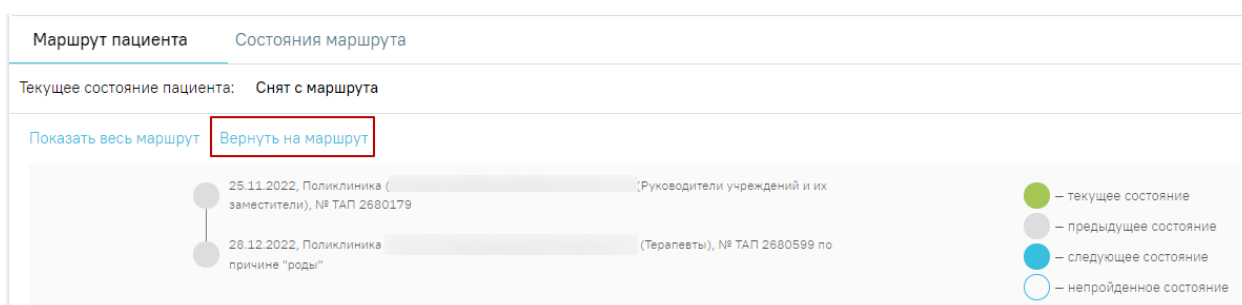 Маршрут пациента Состояния маршрута
Текущее состояние пациента: Снят с маршрута
Показать весь маршрут Вернуть на маршрут
25.11.2022, Поликлиника ( (Руководители учреждений и их
заместители), № ТАП 2680179
28.12.2022, Поликлиника (Терапевты), № ТАП 2680599 по
причине "роды"
— текущее состояние
— предыдущее состояние
— следующее состояние
— непройденное состояние